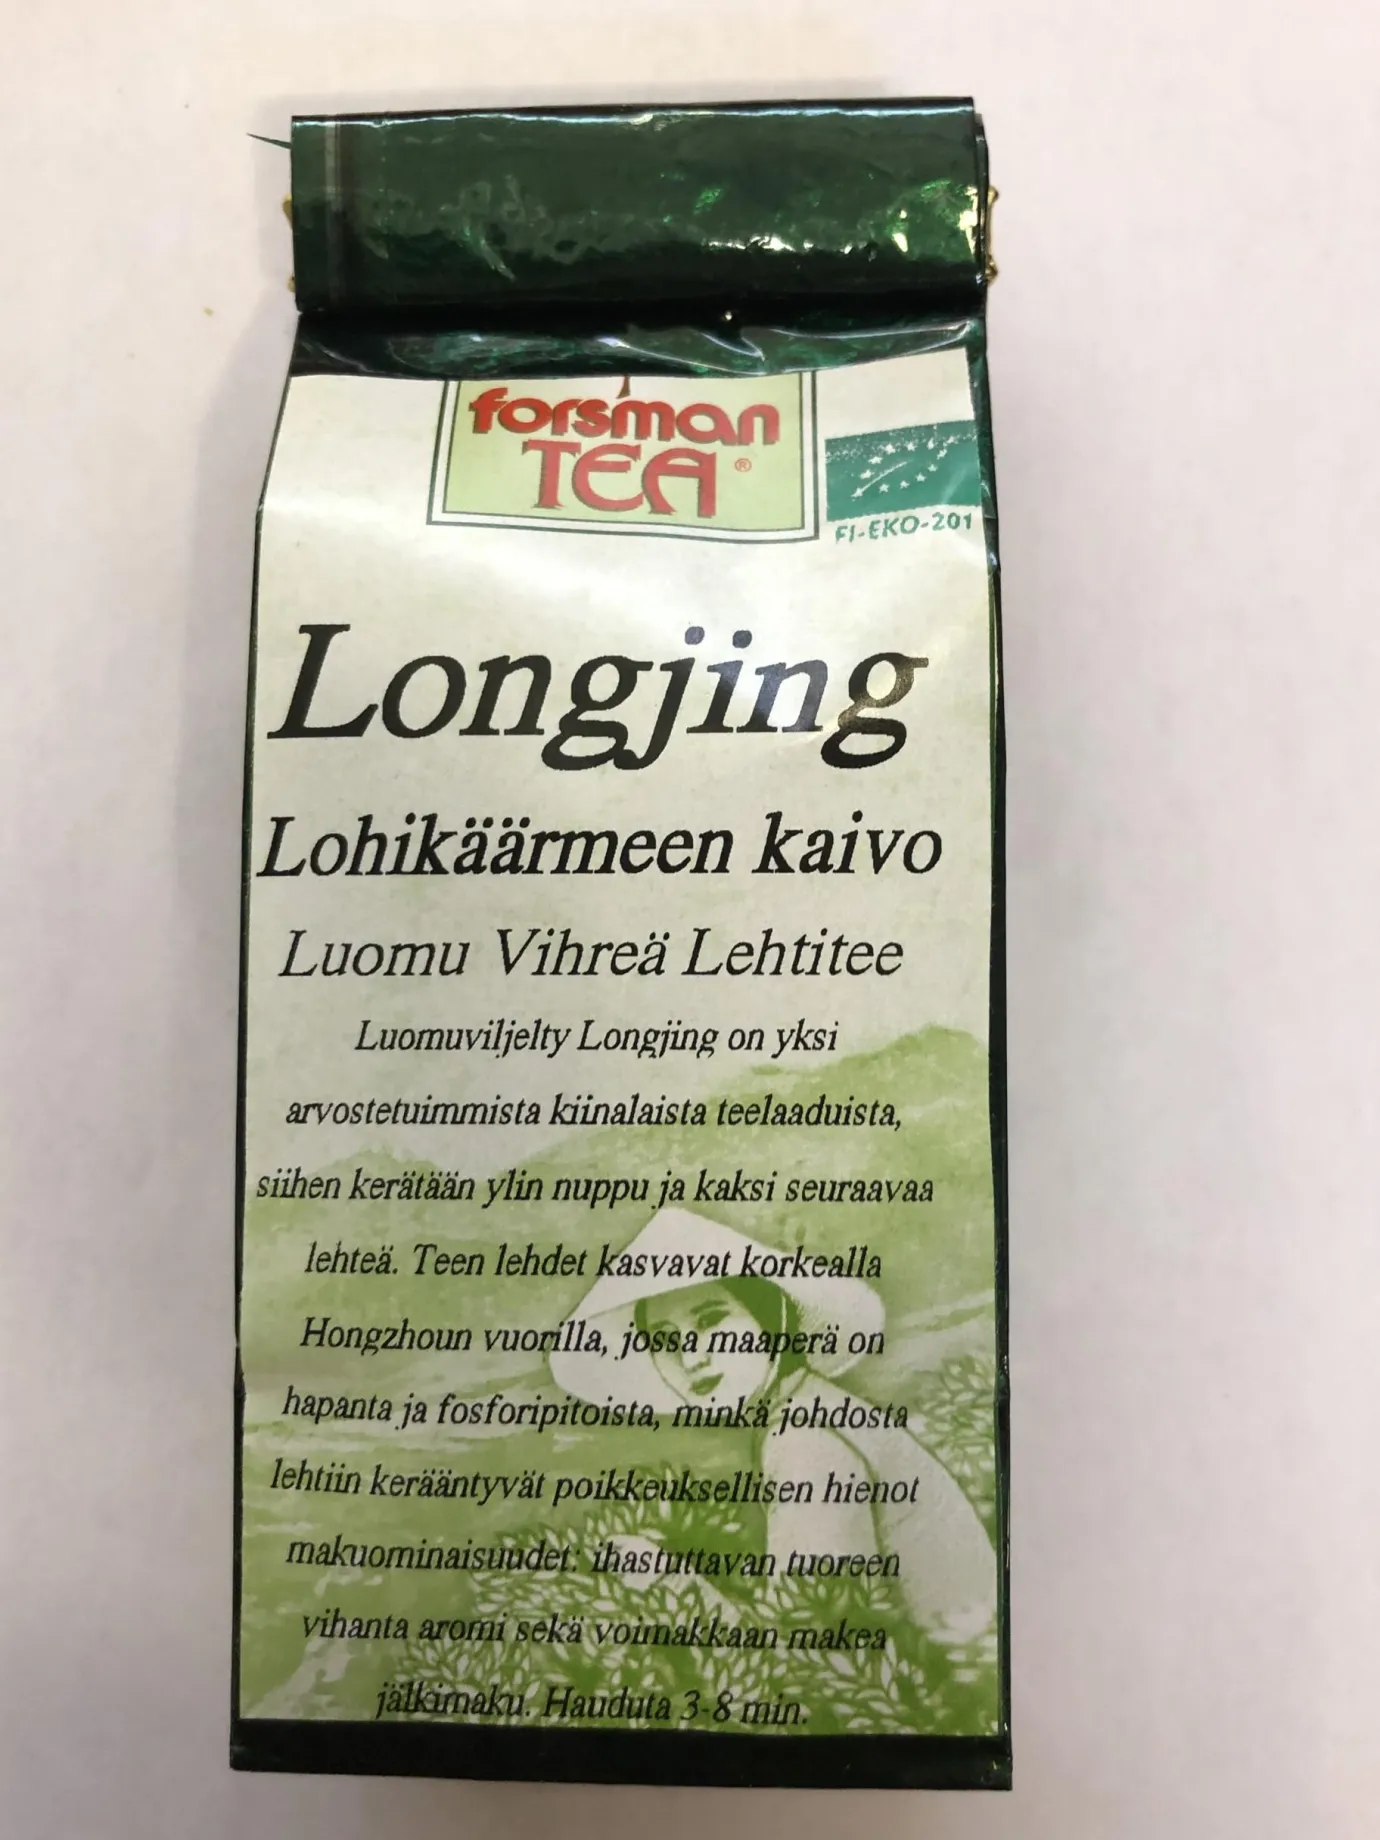 forsman
TEA ®
FI-EKO-201
Longjing
Lohikäärmeen kaivo
Luomu Vihreä Lehtitee
Luomuviljelty Longjing on yksi
arvostetuimmista kiinalaista teelaaduista,
siihen kerätään ylin nuppu ja kaksi seuraavaa
lehteä. Teen lehdet kasvavat korkealla
Hongzhoun vuorilla, jossa maaperä on
hapanta ja fosforipitoista, minkä johdosta
lehtiin kerääntyvät poikkeuksellisen hienot
makuominaisuudet: ihastuttavan tuoreen
vihanta aromi sekä voimakkaan makea
jälkimaku. Hauduta 3-8 min.